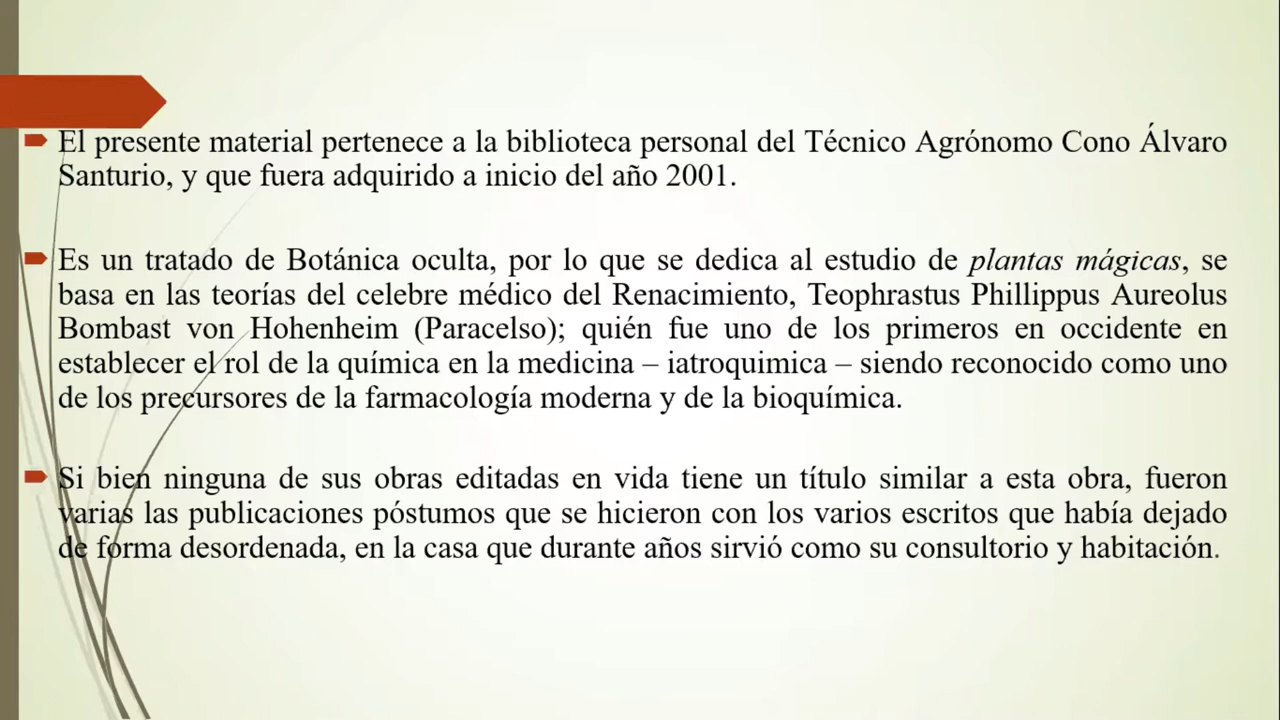 El presente material pertenece a la biblioteca personal del Técnico Agrónomo Cono Álvaro
Santurio, y que fuera adquirido a inicio del año 2001.
Es un tratado de Botánica oculta, por lo que se dedica al estudio de plantas mágicas, se
basa en las teorías del celebre médico del Renacimiento, Teophrastus Phillippus Aureolus
Bombast von Hohenheim (Paracelso); quién fue uno de los primeros en occidente en
establecer el rol de la química en la medicina – iatroquimica – siendo reconocido como uno
de los precursores de la farmacología moderna y de la bioquímica.
Si bien ninguna de sus obras editadas en vida tiene un título similar a esta obra, fueron
varias las publicaciones póstumos que se hicieron con los varios escritos que había dejado
de forma desordenada, en la casa que durante años sirvió como su consultorio y habitación.